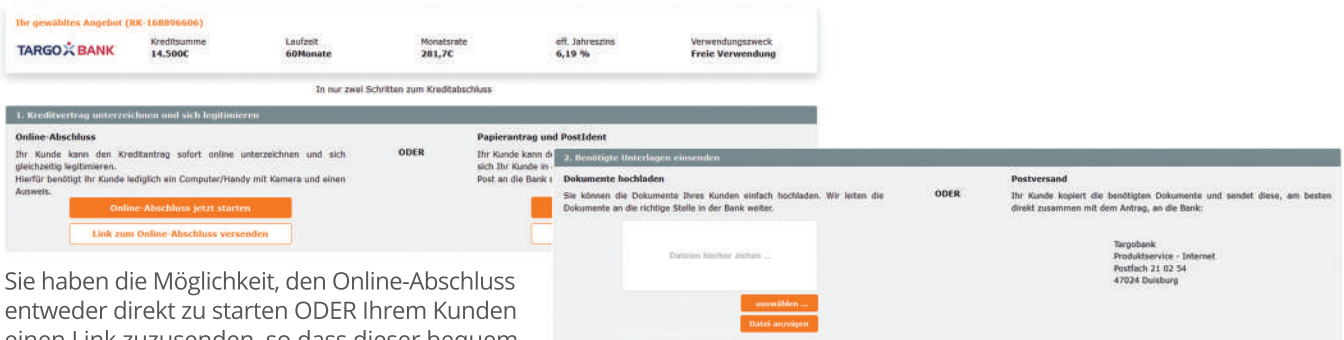 Ihr gewähltes Angebot (RK-168896606)
TARGO BANK
Kreditsumme
14.500€
Laufzeit
60Monate
Monatsrate
281,7€
eff. Jahreszins
6,19 %
Verwendungszweck
Freie Verwendung
In nur zwei Schritten zum Kreditabschluss
1. Kreditvertrag unterzeichnen und sich legitimieren
Online-Abschluss
Ihr Kunde kann den Kreditantrag sofort online unterzeichnen und sich
gleichzeitig legitimieren.
Hierfür benötigt ihr Kunde lediglich ein Computer/Handy mit Kamera und einen
Ausweis.
Online-Abschluss jetzt starten
Link zum Online-Abschluss versenden
ODER
Papierantrag und PostIdent
Ihr Kunde kann
sich Ihr Kunde in
Post an die Bank
2. Benötigte Unterlagen einsenden
Dokumente hochladen
Sie können die Dokumente Ihres Kunden einfach hochladen. Wir leiten die
Dokumente an die richtige Stelle in der Bank weiter.
Dateien hierher ziehen ...
auswählen ...
Datei anzeigen
ODER
Postversand
Ihr Kunde kopiert die benötigten Dokumente und sendet diese, am besten
direkt zusammen mit dem Antrag, an die Bank:
Targobank
Produktservice - Internet
Postfach 21 02 54
47024 Duisburg
Sie haben die Möglichkeit, den Online-Abschluss
entweder direkt zu starten ODER Ihrem Kunden
einen Link zuzusenden, so dass dieser bequem